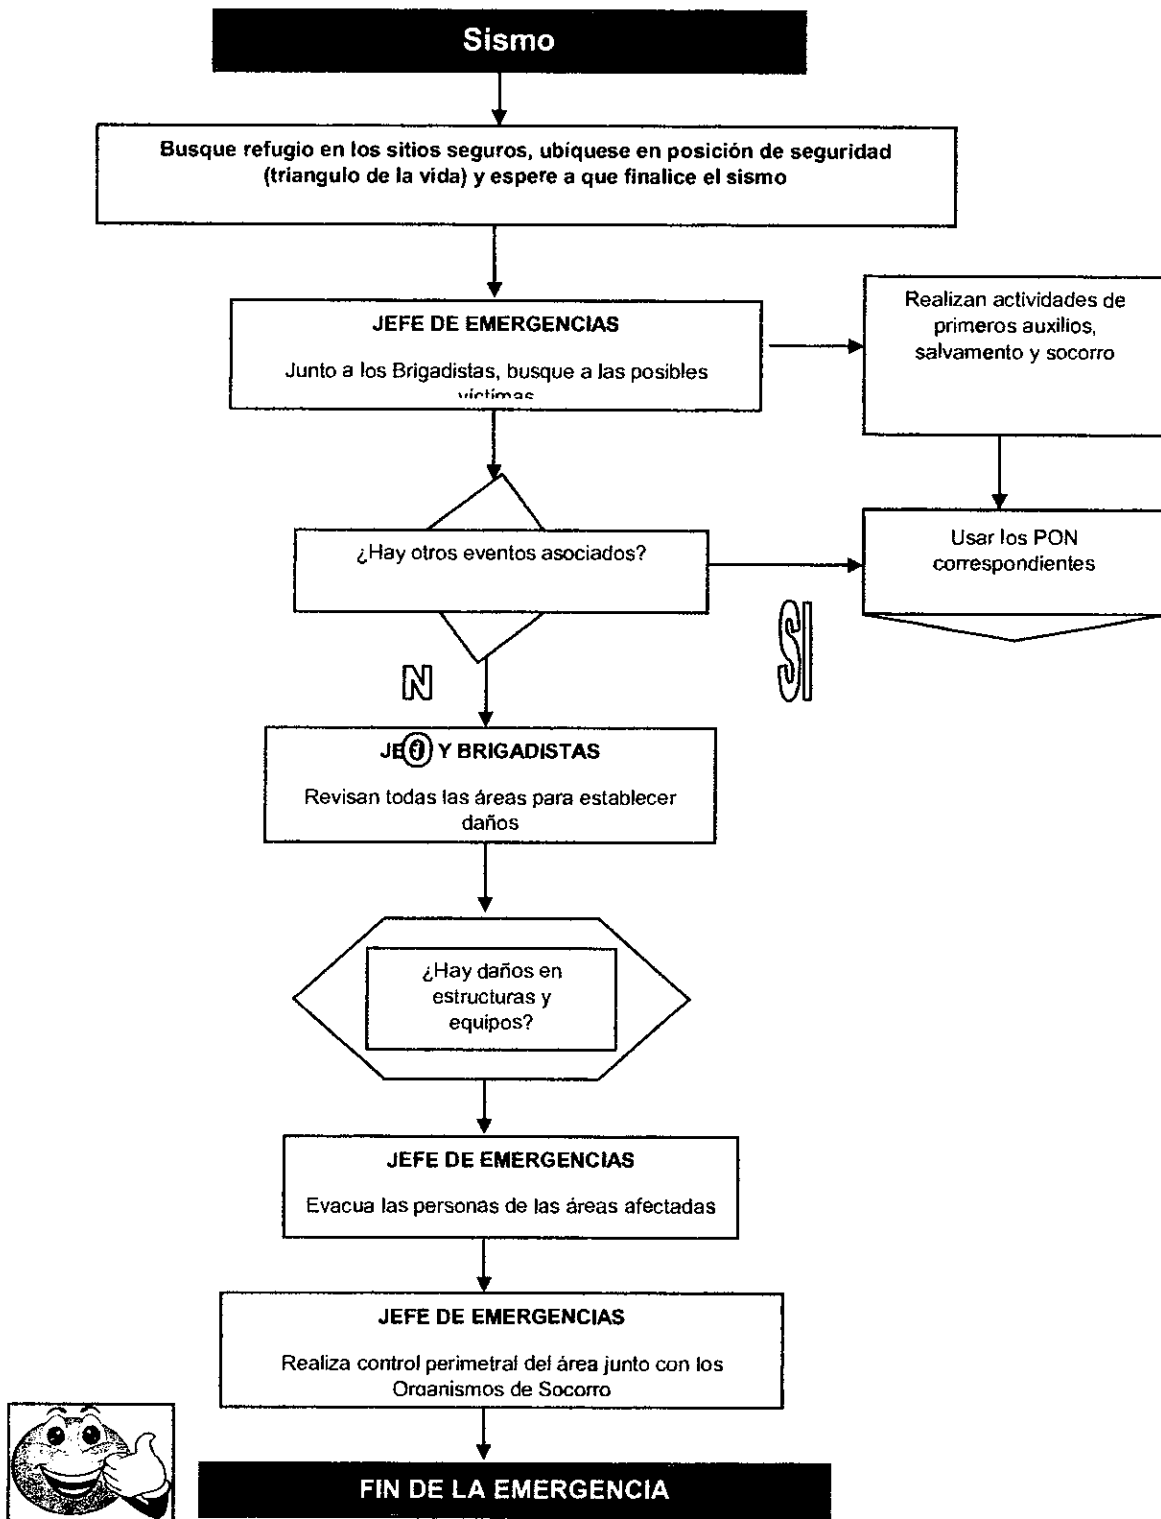 Sismo
Busque refugio en los sitios seguros, ubíquese en posición de seguridad
(triangulo de la vida) y espere a que finalice el sismo
JEFE DE EMERGENCIAS
Junto a los Brigadistas, busque a las posibles
víctimas
Realizan actividades de
primeros auxilios,
salvamento y socorro
¿Hay otros eventos asociados?
Usar los PON
correspondientes
SI
N
O
JE Y BRIGADISTAS
Revisan todas las áreas para establecer
daños
¿Hay daños en
estructuras y
equipos?
JEFE DE EMERGENCIAS
Evacua las personas de las áreas afectadas
JEFE DE EMERGENCIAS
Realiza control perimetral del área junto con los
Organismos de Socorro
FIN DE LA EMERGENCIA